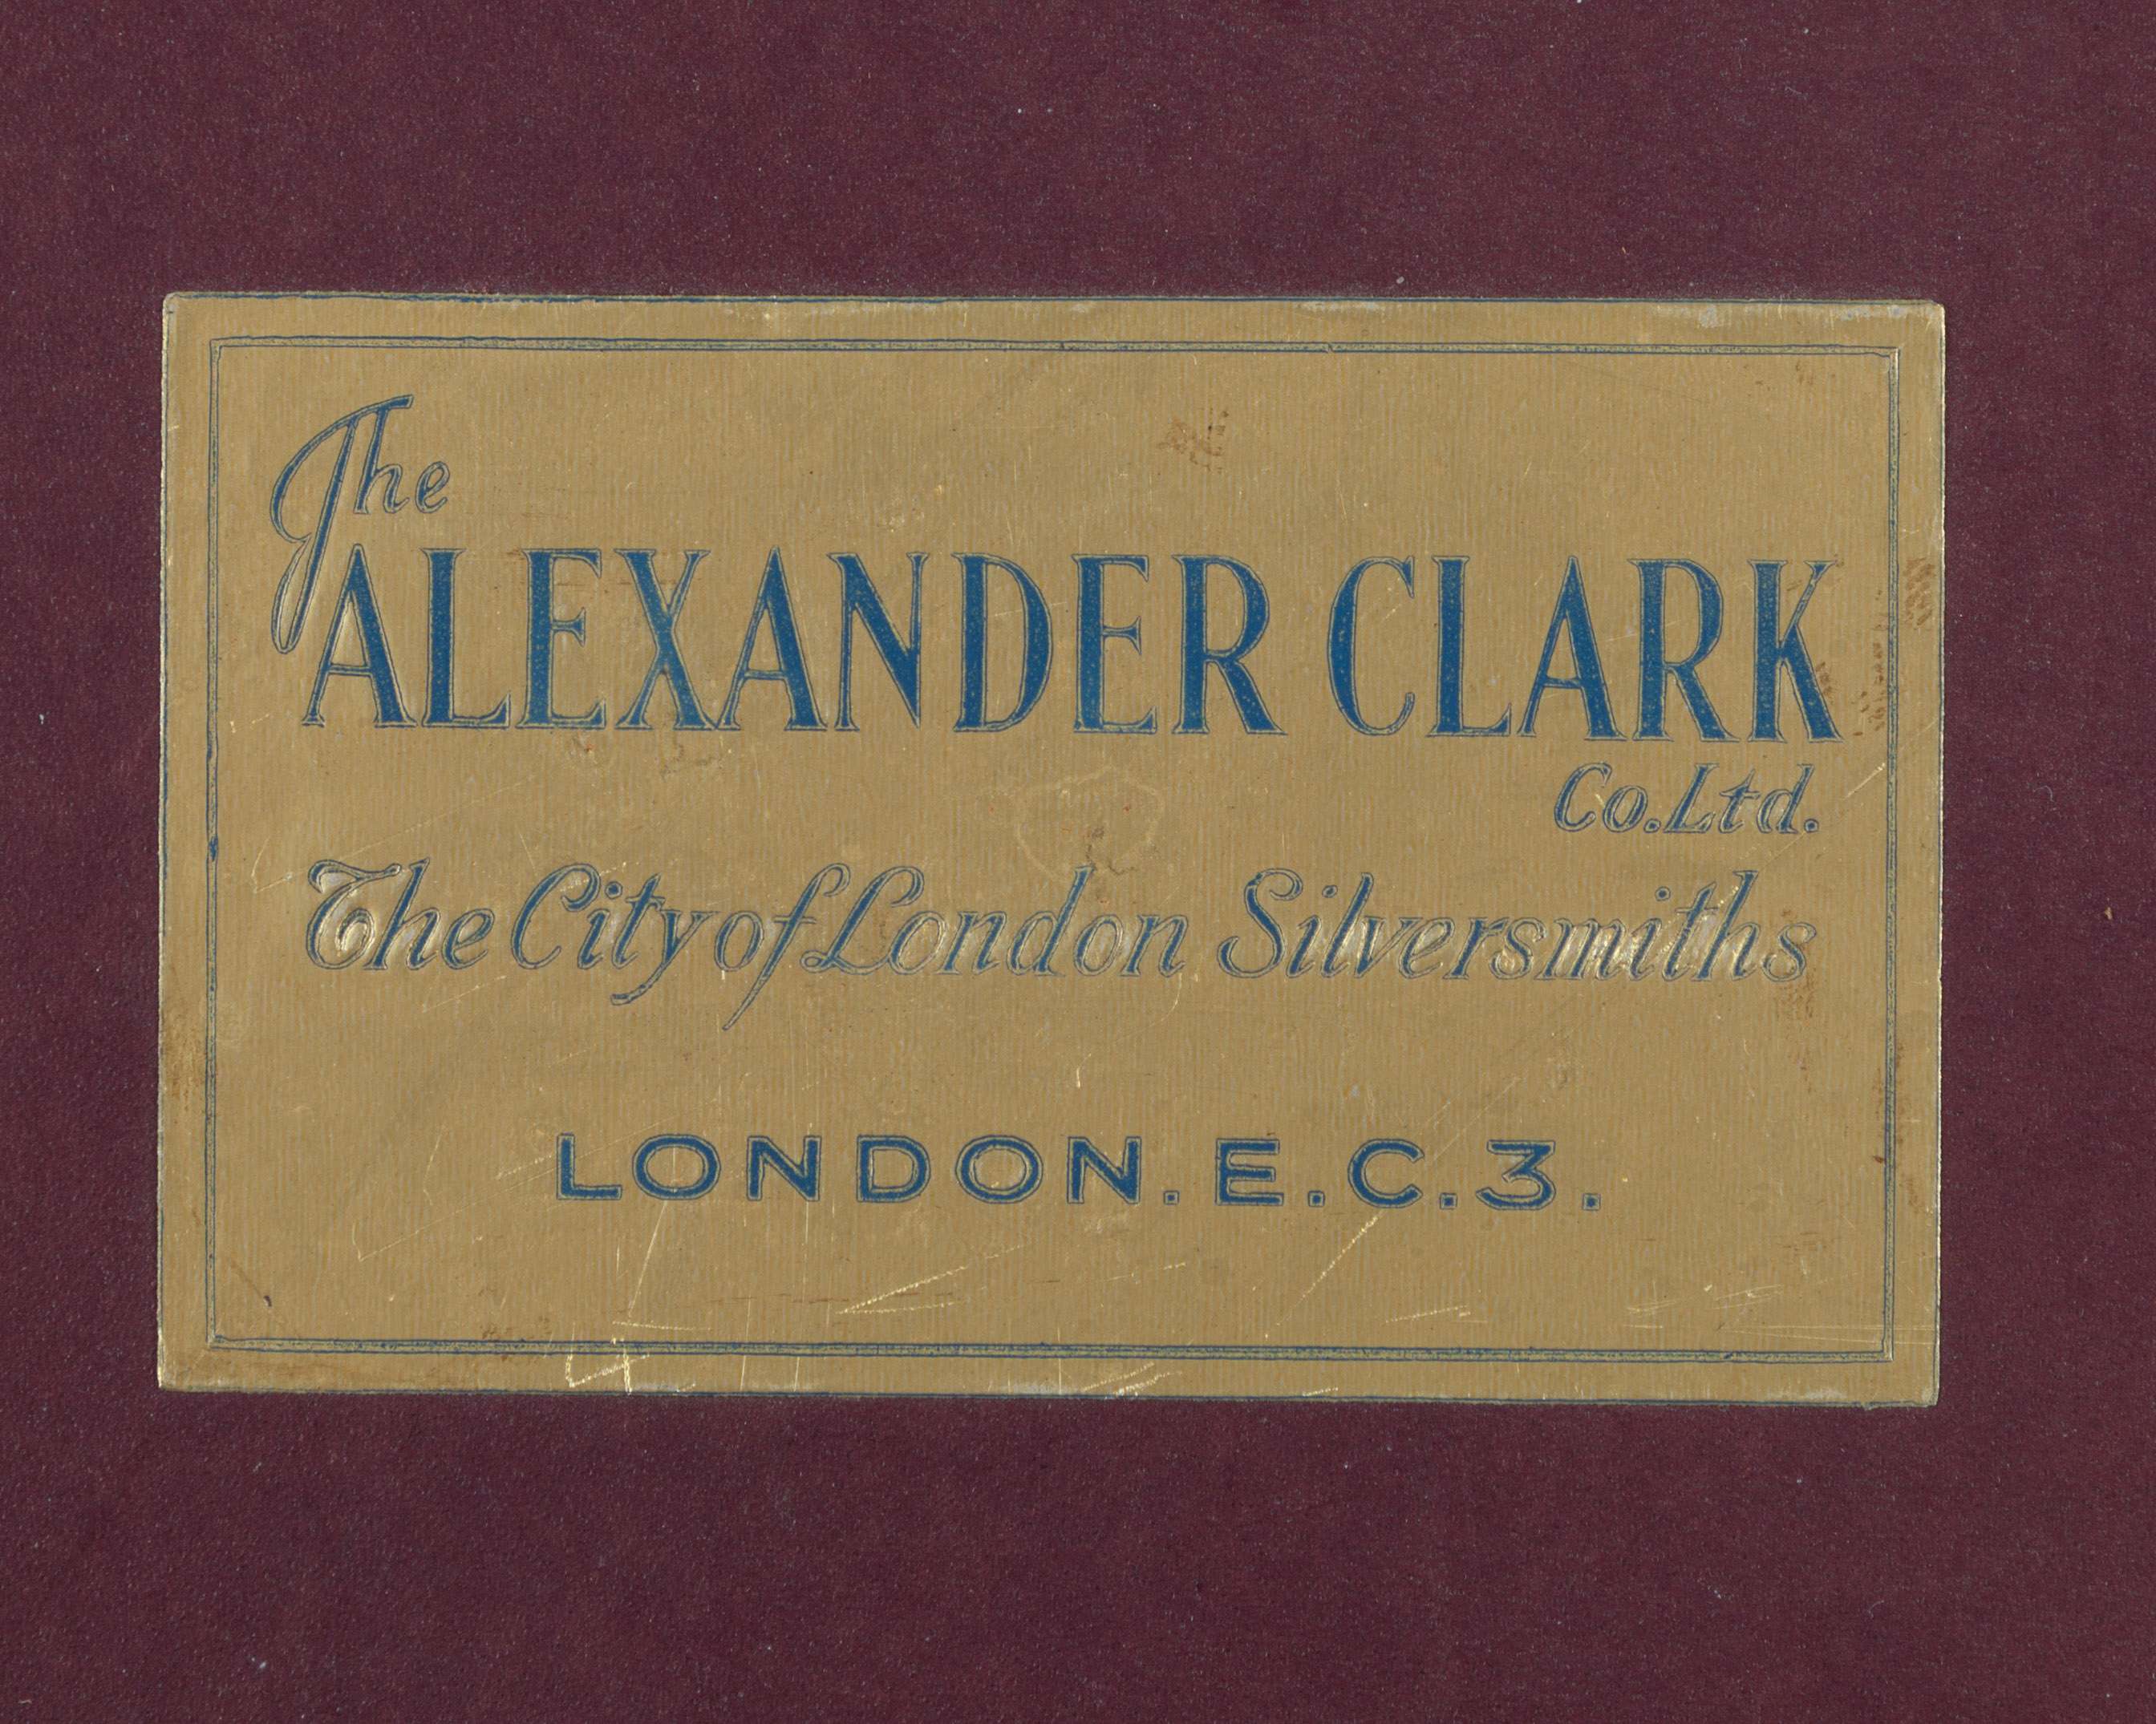 The
ALEXANDER CLARK
Co. Ltd.
The City of London Silversmiths
LONDON. E. C. 3.